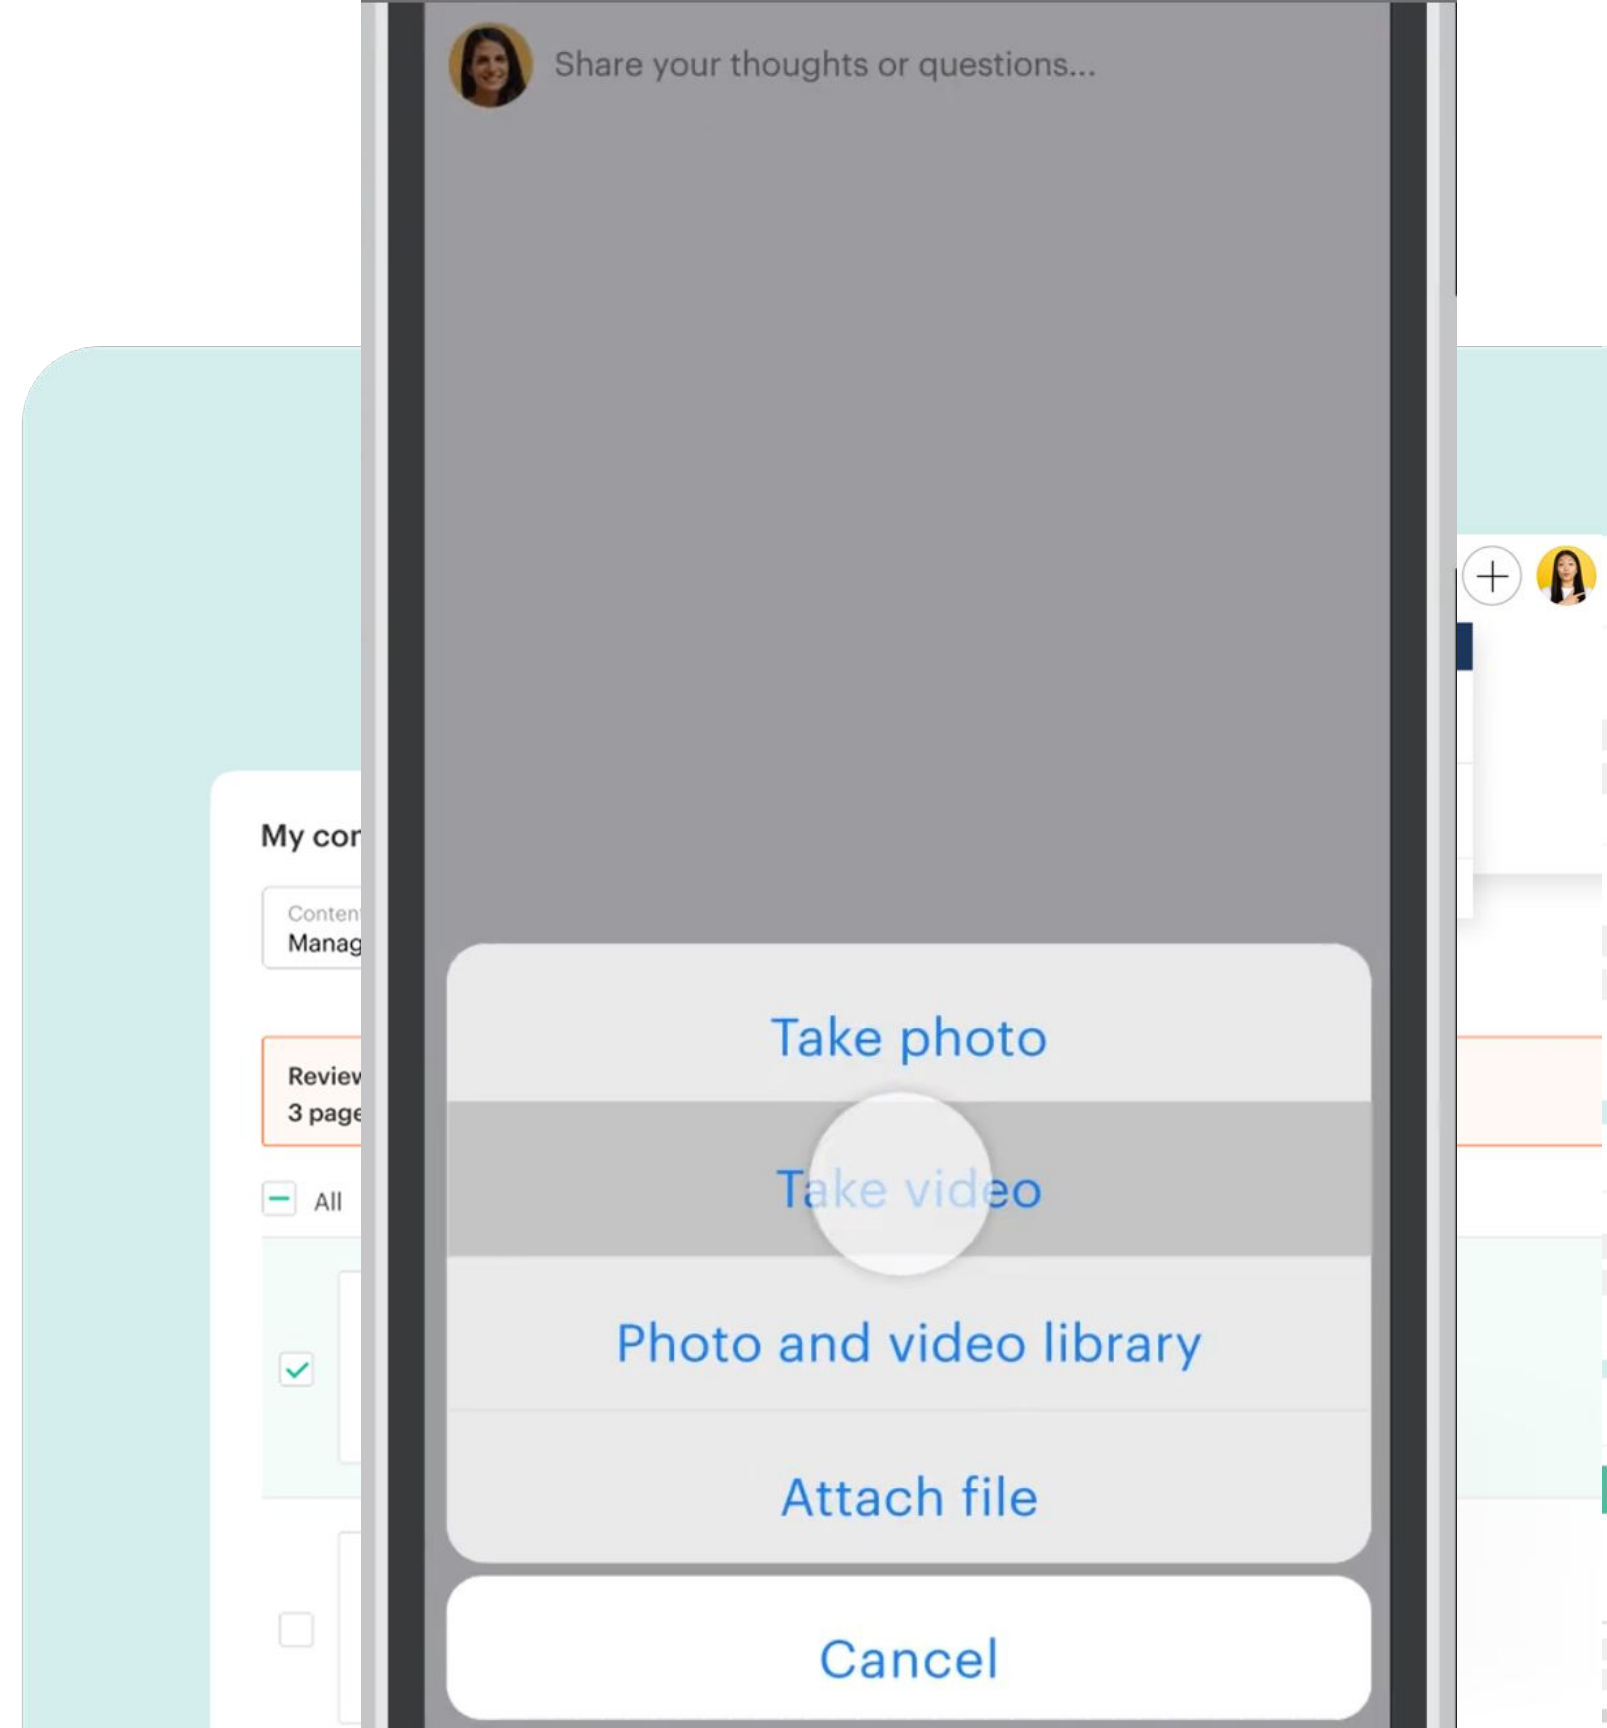 Share your thoughts or questions...
My cor
Conten
Manag
Review
3 page
All
Take photo
Take video
Photo and video library
Attach file
Cancel